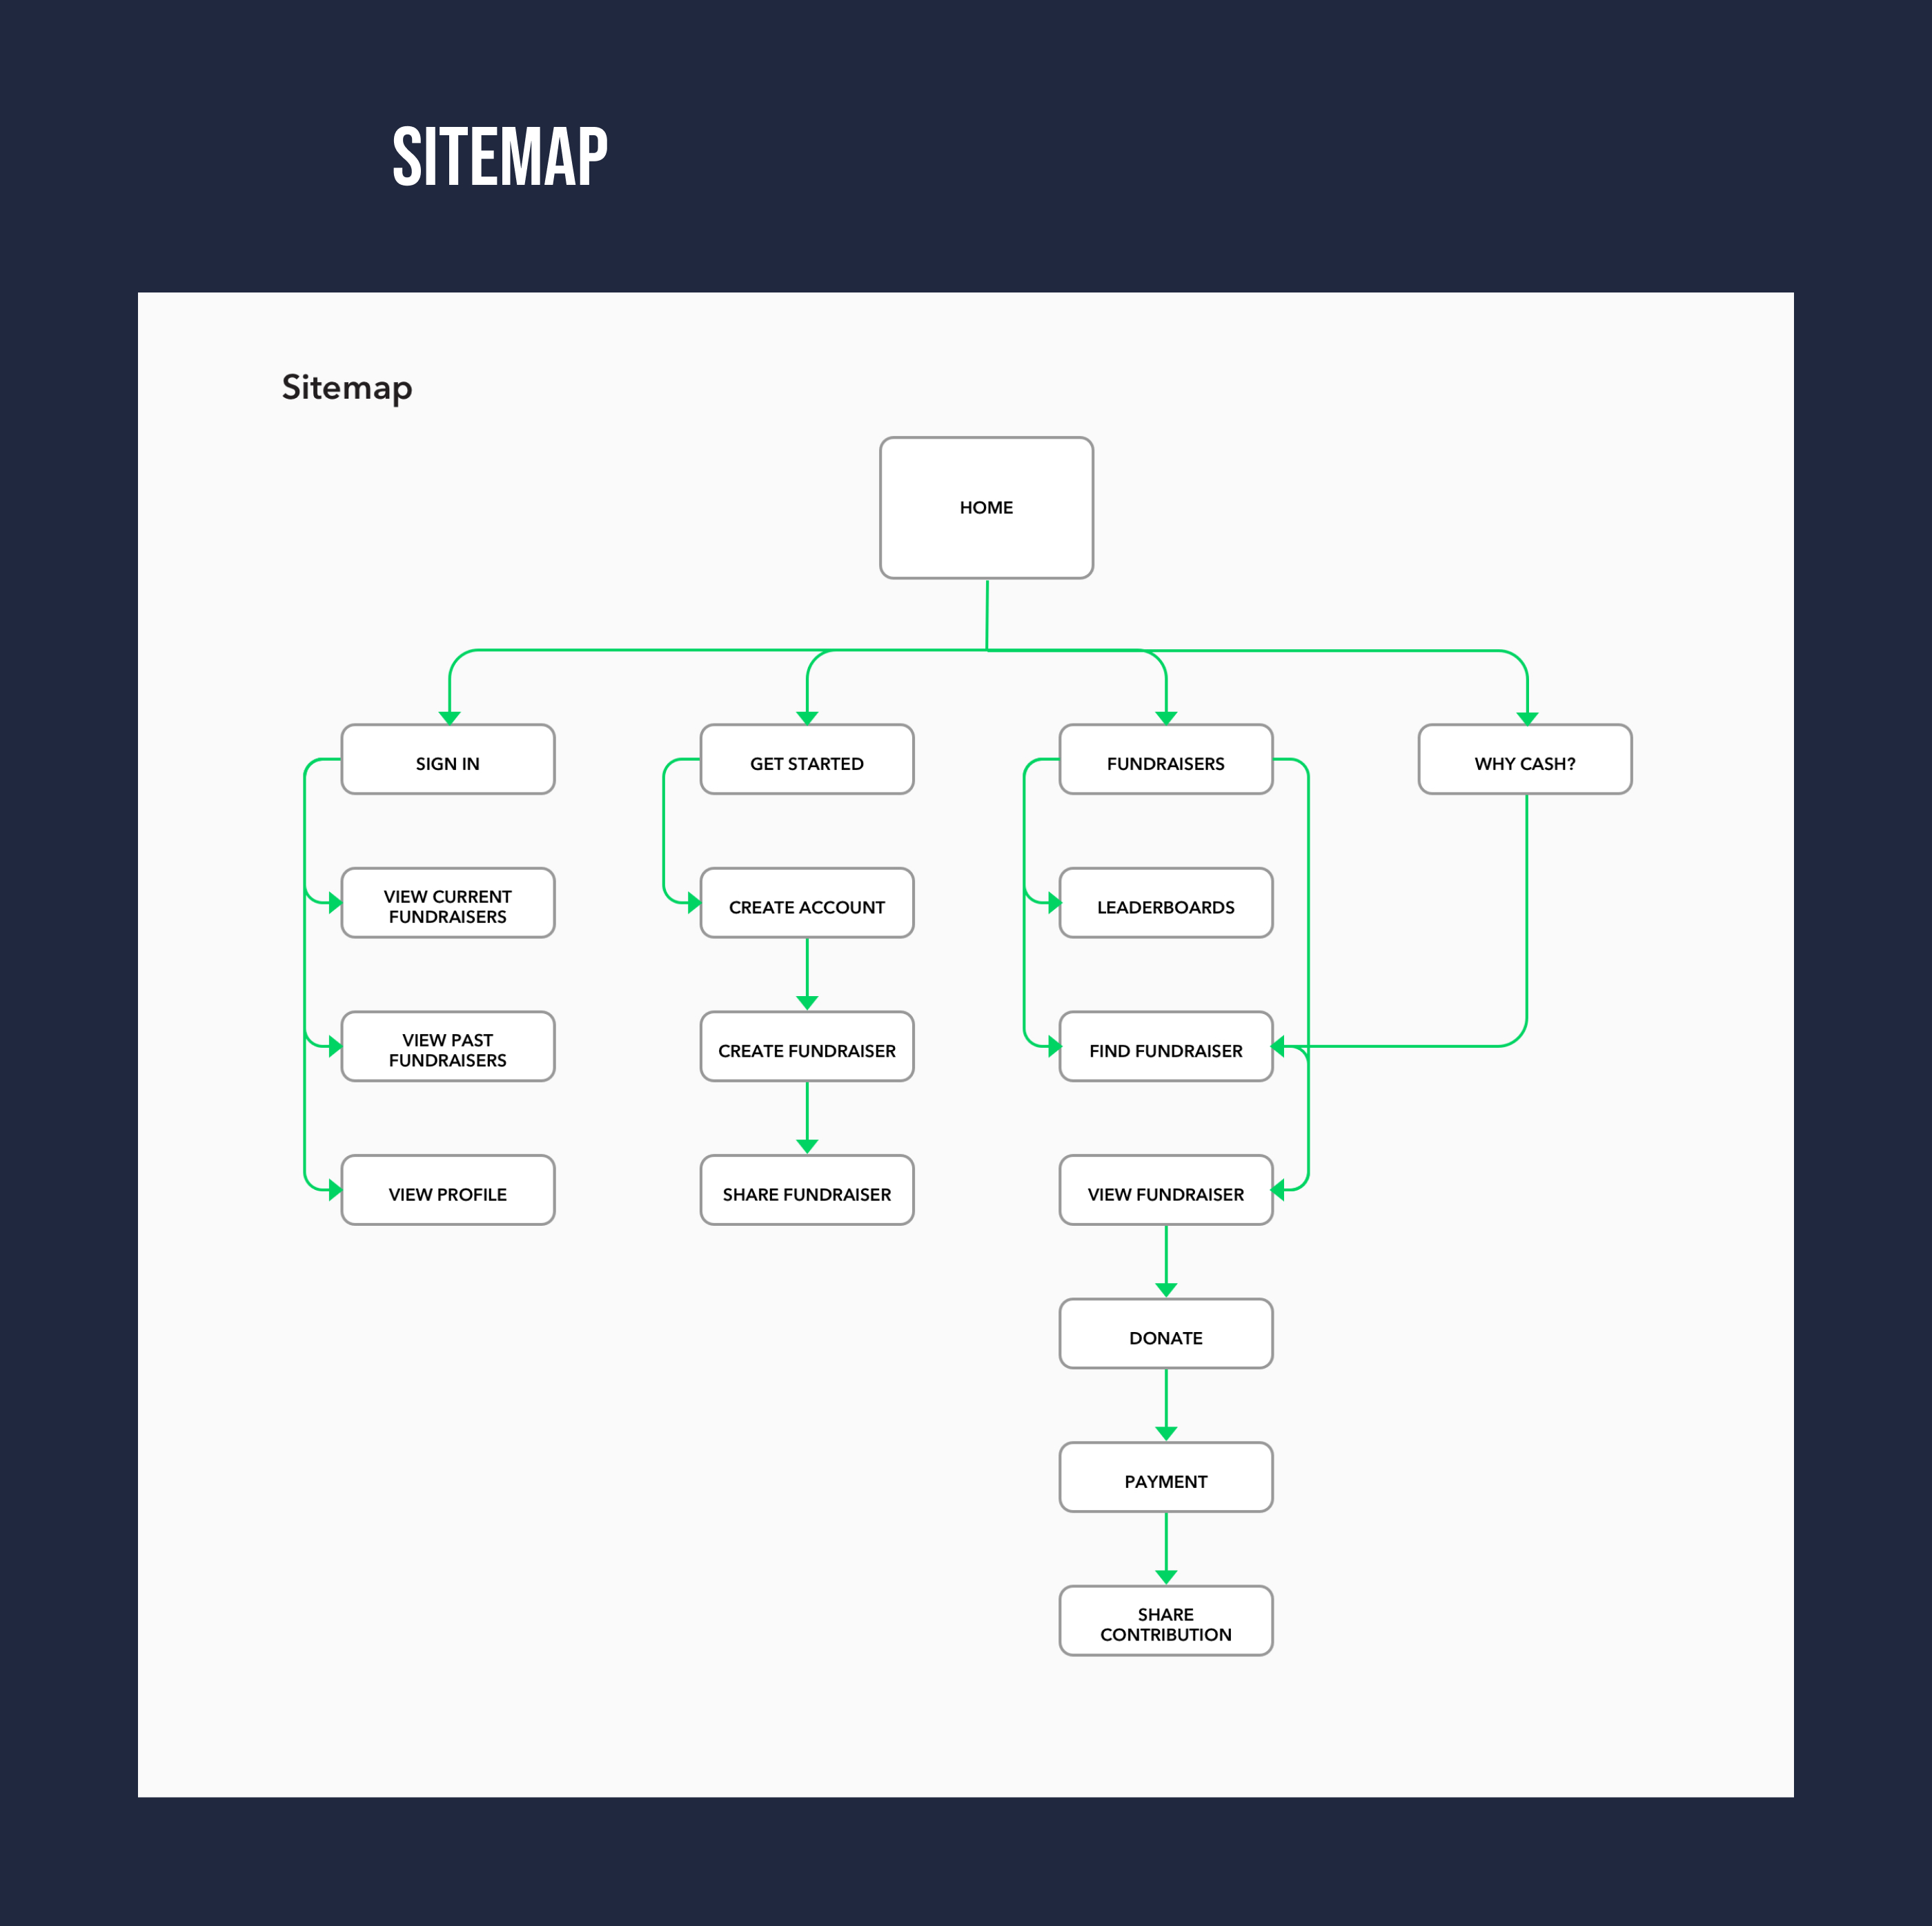 SITEMAP
Sitemap
HOME
SIGN IN
GET STARTED
FUNDRAISERS
WHY CASH?
VIEW CURRENT
FUNDRAISERS
CREATE ACCOUNT
LEADERBOARDS
VIEW PAST
FUNDRAISERS
CREATE FUNDRAISER
FIND FUNDRAISER
VIEW PROFILE
SHARE FUNDRAISER
VIEW FUNDRAISER
DONATE
PAYMENT
SHARE
CONTRIBUTION